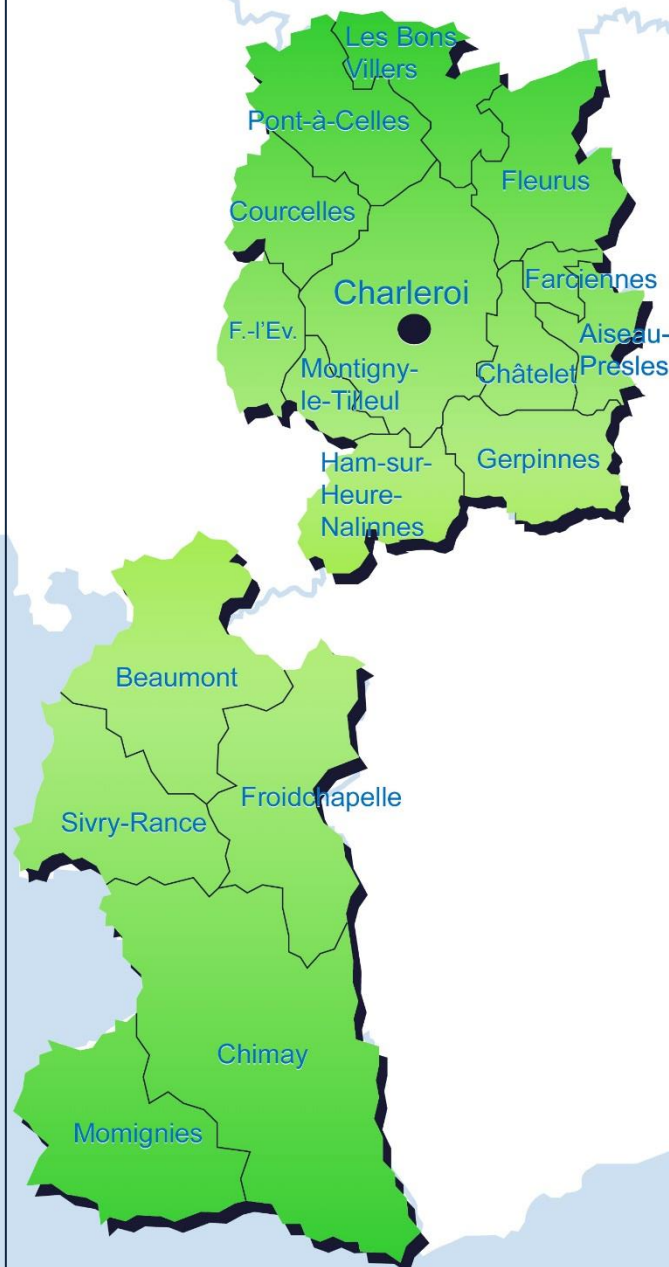 Les Bons
Villers
Pont-à-Celles
Fleurus
Courcelles
Farciennes
Charleroi
F.-l'Ev.
Aiseau-
Presles
Montigny-
le-Tilleul
Châtelet
Ham-sur-
Heure-
Nalinnes
Gerpinnes
Beaumont
Froidchapelle
Sivry-Rance
Chimay
Momignies